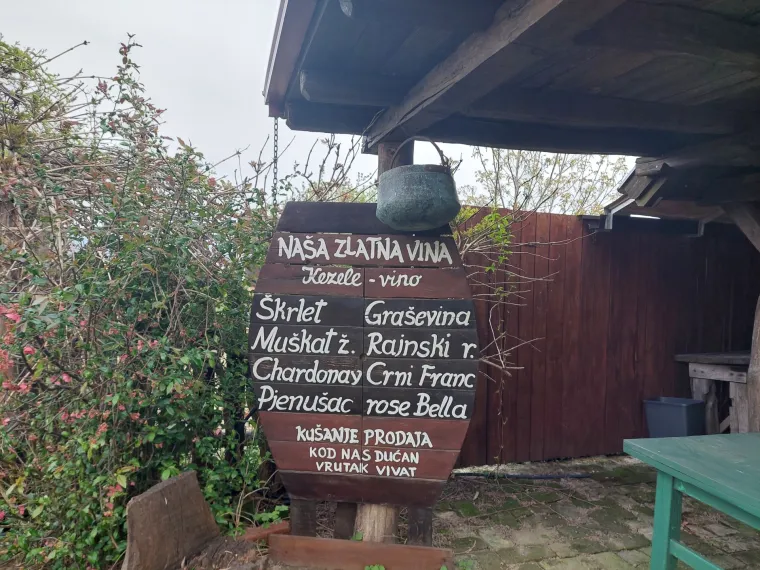 NAŠA ZLATNA VINA
Kezele - vino
Škrlet Graševina
Muškat ž. Rajnski r.
Chardonay Crni Franc
Pjenušac rose Bella
KUŠANJE PRODAJA
KOD NAS DUĆAN
VRUTAK VIVAT